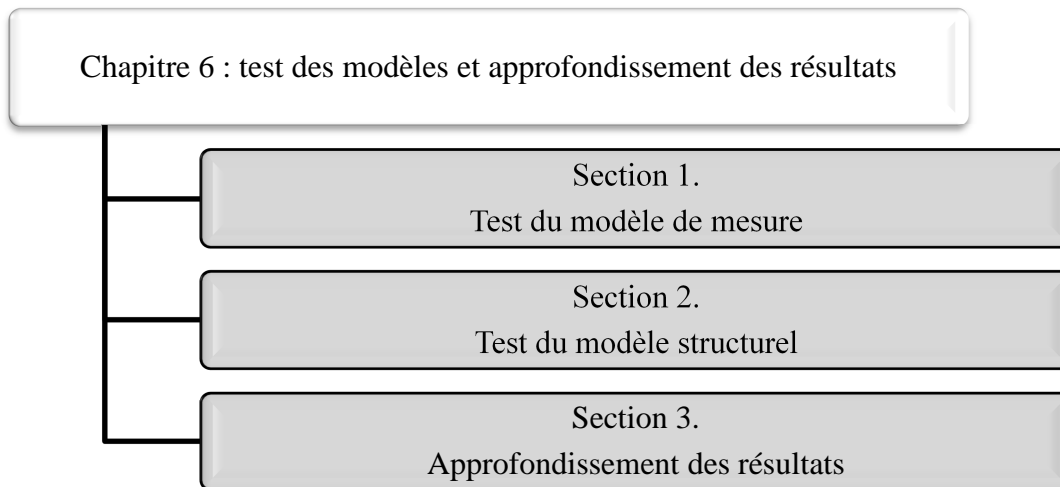 Chapitre 6 : test des modèles et approfondissement des résultats
Section 1.
Test du modèle de mesure
Section 2.
Test du modèle structurel
Section 3.
Approfondissement des résultats